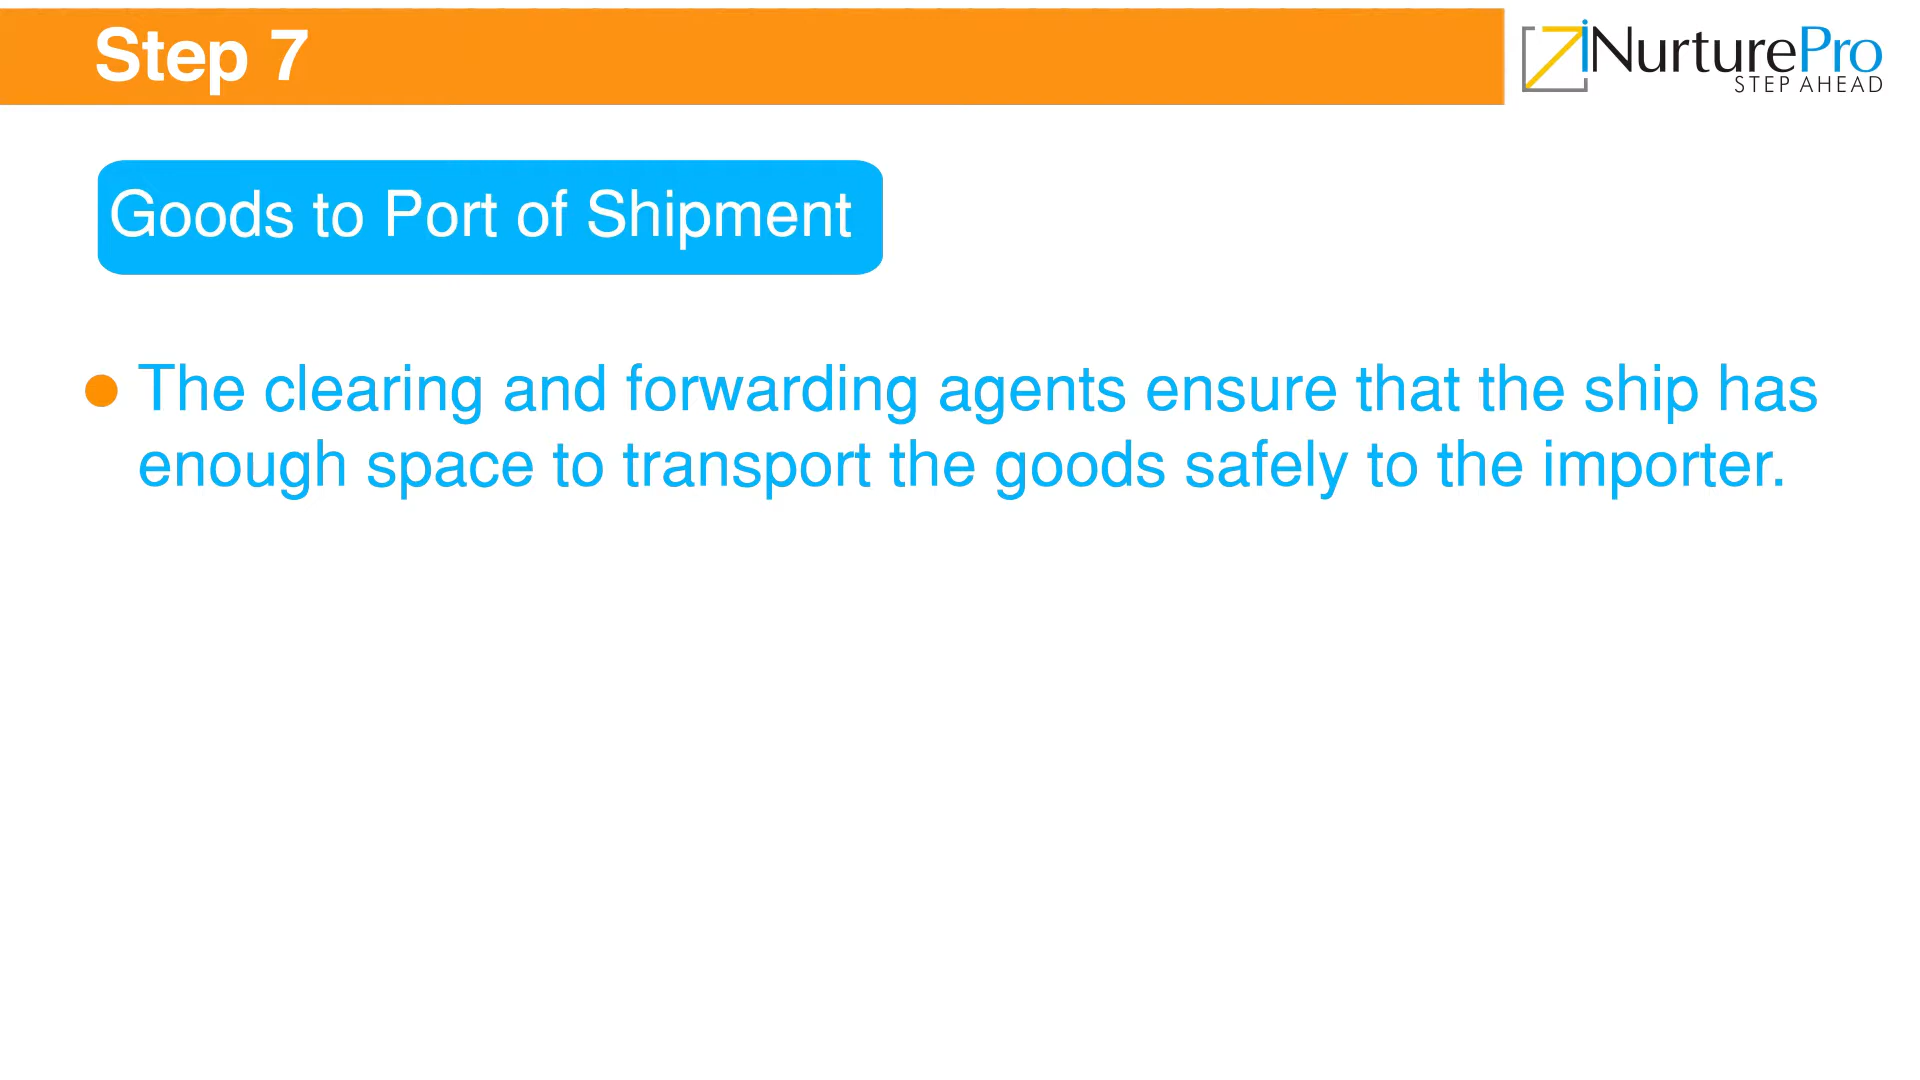 Step 7
iNurturePro
STEP AHEAD
Goods to Port of Shipment
The clearing and forwarding agents ensure that the ship has
enough space to transport the goods safely to the importer.